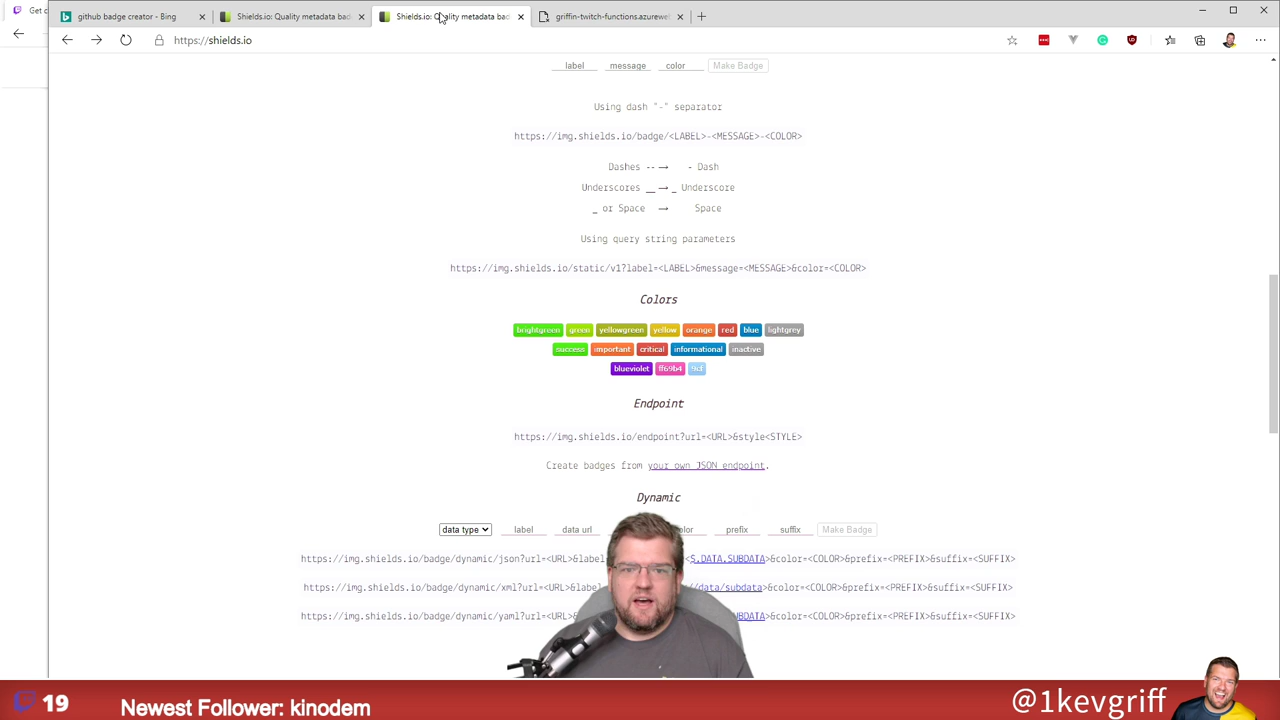 Get c
github badge creator - Bing
Shields.io: Quality metadata bad
Shields.io: Quality metadata bad
griffin-twitch-functions.azurewe
https://shields.io
label message color Make Badge
Using dash "-" separator
https://img.shields.io/badge/<LABEL>-<MESSAGE>-<COLOR>
Dashes -- → - Dash
Underscores __ → _ Underscore
_ or Space → Space
Using query string parameters
https://img.shields.io/static/v1?label=<LABEL>&message=<MESSAGE>&color=<COLOR>
Colors
brightgreen green yellowgreen yellow orange red blue lightgrey
success important critical informational inactive
blueviolet ff69b4 9cf
Endpoint
https://img.shields.io/endpoint?url=<URL>&style<STYLE>
Create badges from your own JSON endpoint.
Dynamic
data type label data url olor prefix suffix Make Badge
https://img.shields.io/badge/dynamic/json?url=<URL>&label <$.DATA.SUBDATA>&color=<COLOR>&prefix=<PREFIX>&suffix=<SUFFIX>
https://img.shields.io/badge/dynamic/xml?url=<URL>&label //data/subdata>&color=<COLOR>&prefix=<PREFIX>&suffix=<SUFFIX>
https://img.shields.io/badge/dynamic/yaml?url=<URL>& UBDATA>&color=<COLOR>&prefix=<PREFIX>&suffix=<SUFFIX>
19 Newest Follower: kinodem
@1kevgriff